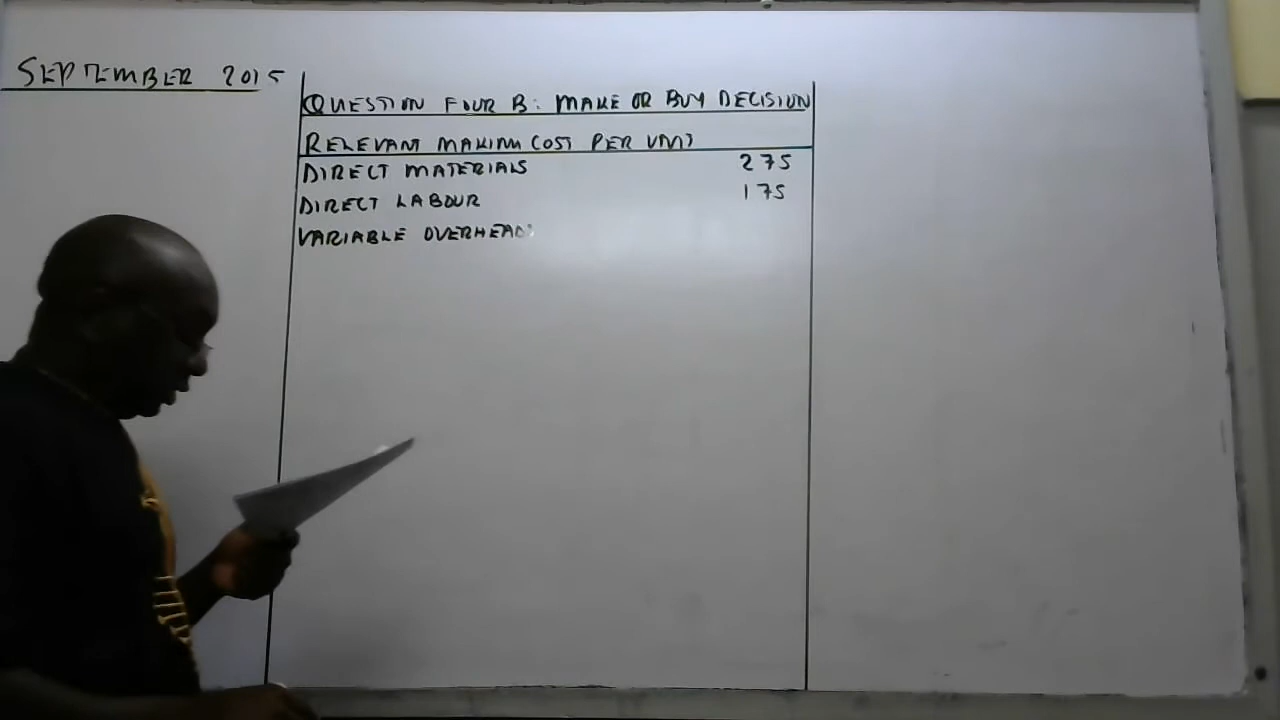 SEPTEMBER 2015
QUESTION FOUR B: MAKE OR BUY DECISION
RELEVANT MAKING COST PER UNIT
DIRECT MATERIALS 275
DIRECT LABOUR 175
VARIABLE OVERHEAD